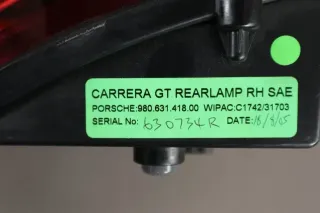 CARRERA GT REARLAMP RH SAE
PORSCHE:980.631.418.00 WIPAC:C1742/31703
SERIAL No: 630734R DATE:18/8/05